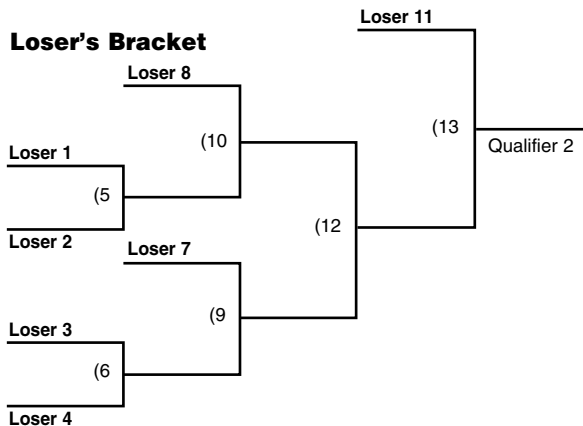 Loser's Bracket
Loser 11
Loser 8
(10
(13
Qualifier 2
Loser 1
(5
Loser 2
(12
Loser 7
(9
Loser 3
(6
Loser 4